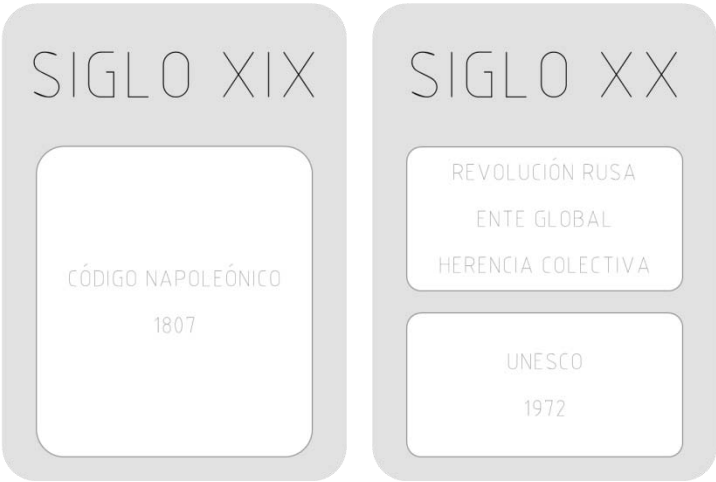 SIGLO XIX
CÓDIGO NAPOLEÓNICO
1807
SIGLO XX
REVOLUCIÓN RUSA
ENTE GLOBAL
HERENCIA COLECTIVA
UNESCO
1972